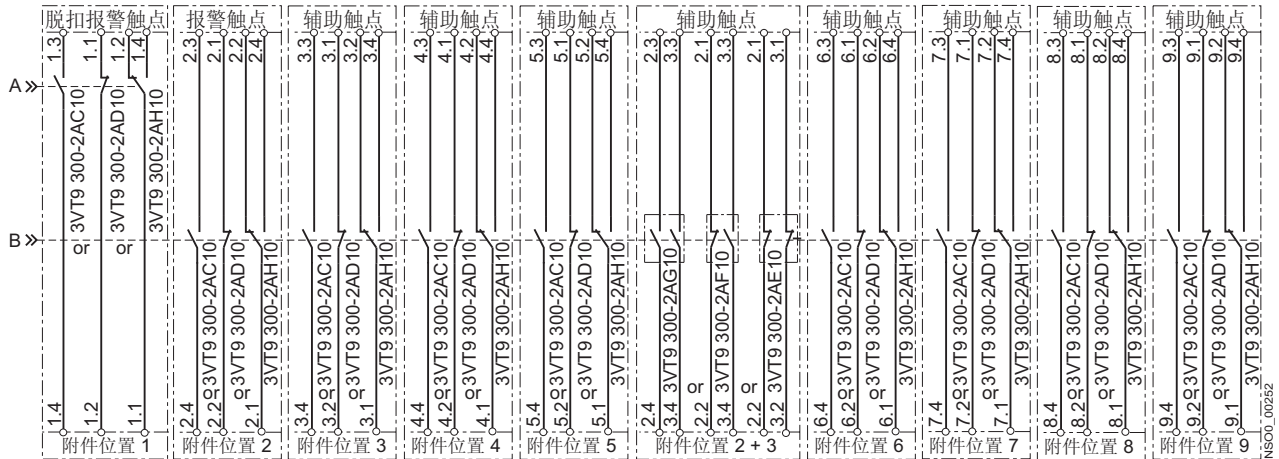 脱扣报警触点
1.3 1.1 1.2 1.4
A
3VT9 300-2AC10
or
3VT9 300-2AD10
or
3VT9 300-2AH10
B
1.4 1.2 1.1
附件位置 1
报警触点
2.3 2.1 2.2 2.4
3VT9 300-2AC10
or
3VT9 300-2AD10
or
3VT9 300-2AH10
2.4 2.2 2.1
附件位置 2
辅助触点
3.3 3.1 3.2 3.4
3VT9 300-2AC10
or
3VT9 300-2AD10
or
3VT9 300-2AH10
3.4 3.2 3.1
附件位置 3
辅助触点
4.3 4.1 4.2 4.4
3VT9 300-2AC10
or
3VT9 300-2AD10
or
3VT9 300-2AH10
4.4 4.2 4.1
附件位置 4
辅助触点
5.3 5.1 5.2 5.4
3VT9 300-2AC10
or
3VT9 300-2AD10
or
3VT9 300-2AH10
5.4 5.2 5.1
附件位置 5
辅助触点
2.3 3.3 2.1 3.3 2.1 3.1
3VT9 300-2AG10
or
3VT9 300-2AF10
or
3VT9 300-2AE10
2.4 3.4 2.2 3.3 2.2 3.2
附件位置 2 + 3
辅助触点
6.3 6.1 6.2 6.4
3VT9 300-2AC10
or
3VT9 300-2AD10
or
3VT9 300-2AH10
6.4 6.2 6.1
附件位置 6
辅助触点
7.3 7.1 7.2 7.4
3VT9 300-2AC10
or
3VT9 300-2AD10
or
3VT9 300-2AH10
7.4 7.2 7.1
附件位置 7
辅助触点
8.3 8.1 8.2 8.4
3VT9 300-2AC10
or
3VT9 300-2AD10
or
3VT9 300-2AH10
8.4 8.2 8.1
附件位置 8
辅助触点
9.3 9.1 9.2 9.4
3VT9 300-2AC10
or
3VT9 300-2AD10
or
3VT9 300-2AH10
9.4 9.2 9.1
附件位置 9
NSO0_00252